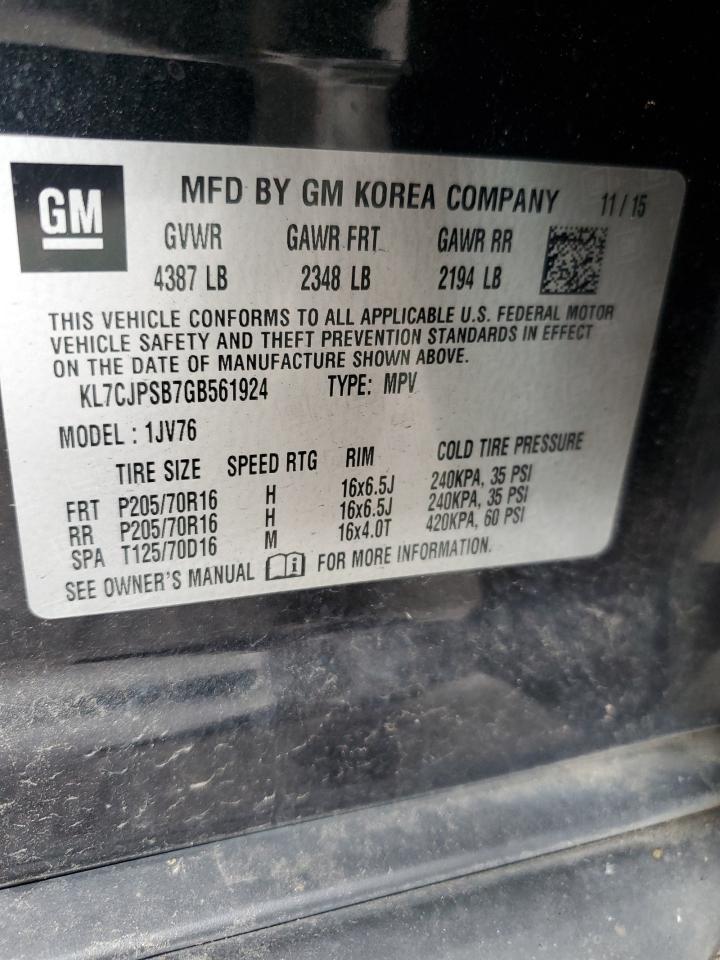 GM
MFD BY GM KOREA COMPANY 11/15
GVWR GAWR FRT GAWR RR
4387 LB 2348 LB 2194 LB
THIS VEHICLE CONFORMS TO ALL APPLICABLE U.S. FEDERAL MOTOR
VEHICLE SAFETY AND THEFT PREVENTION STANDARDS IN EFFECT
ON THE DATE OF MANUFACTURE SHOWN ABOVE.
KL7CJPSB7GB561924 TYPE: MPV
MODEL : 1JV76
TIRE SIZE SPEED RTG RIM COLD TIRE PRESSURE
FRT P205/70R16 H 16x6.5J 240KPA, 35 PSI
RR P205/70R16 H 16x6.5J 240KPA, 35 PSI
SPA T125/70D16 M 16x4.0T 420KPA, 60 PSI
SEE OWNER'S MANUAL FOR MORE INFORMATION.